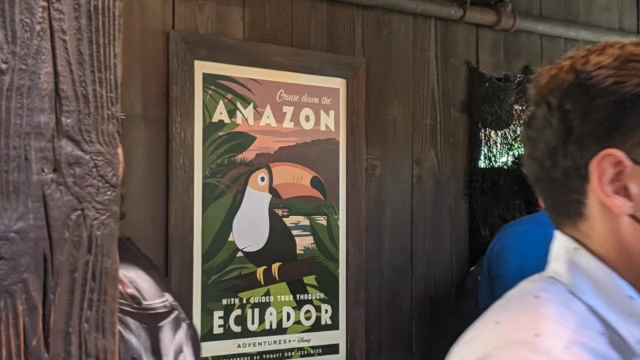 Cruise down the
AMAZON
WITH A GUIDED TOUR THROUGH
ECUADOR
ADVENTURES BY Disney